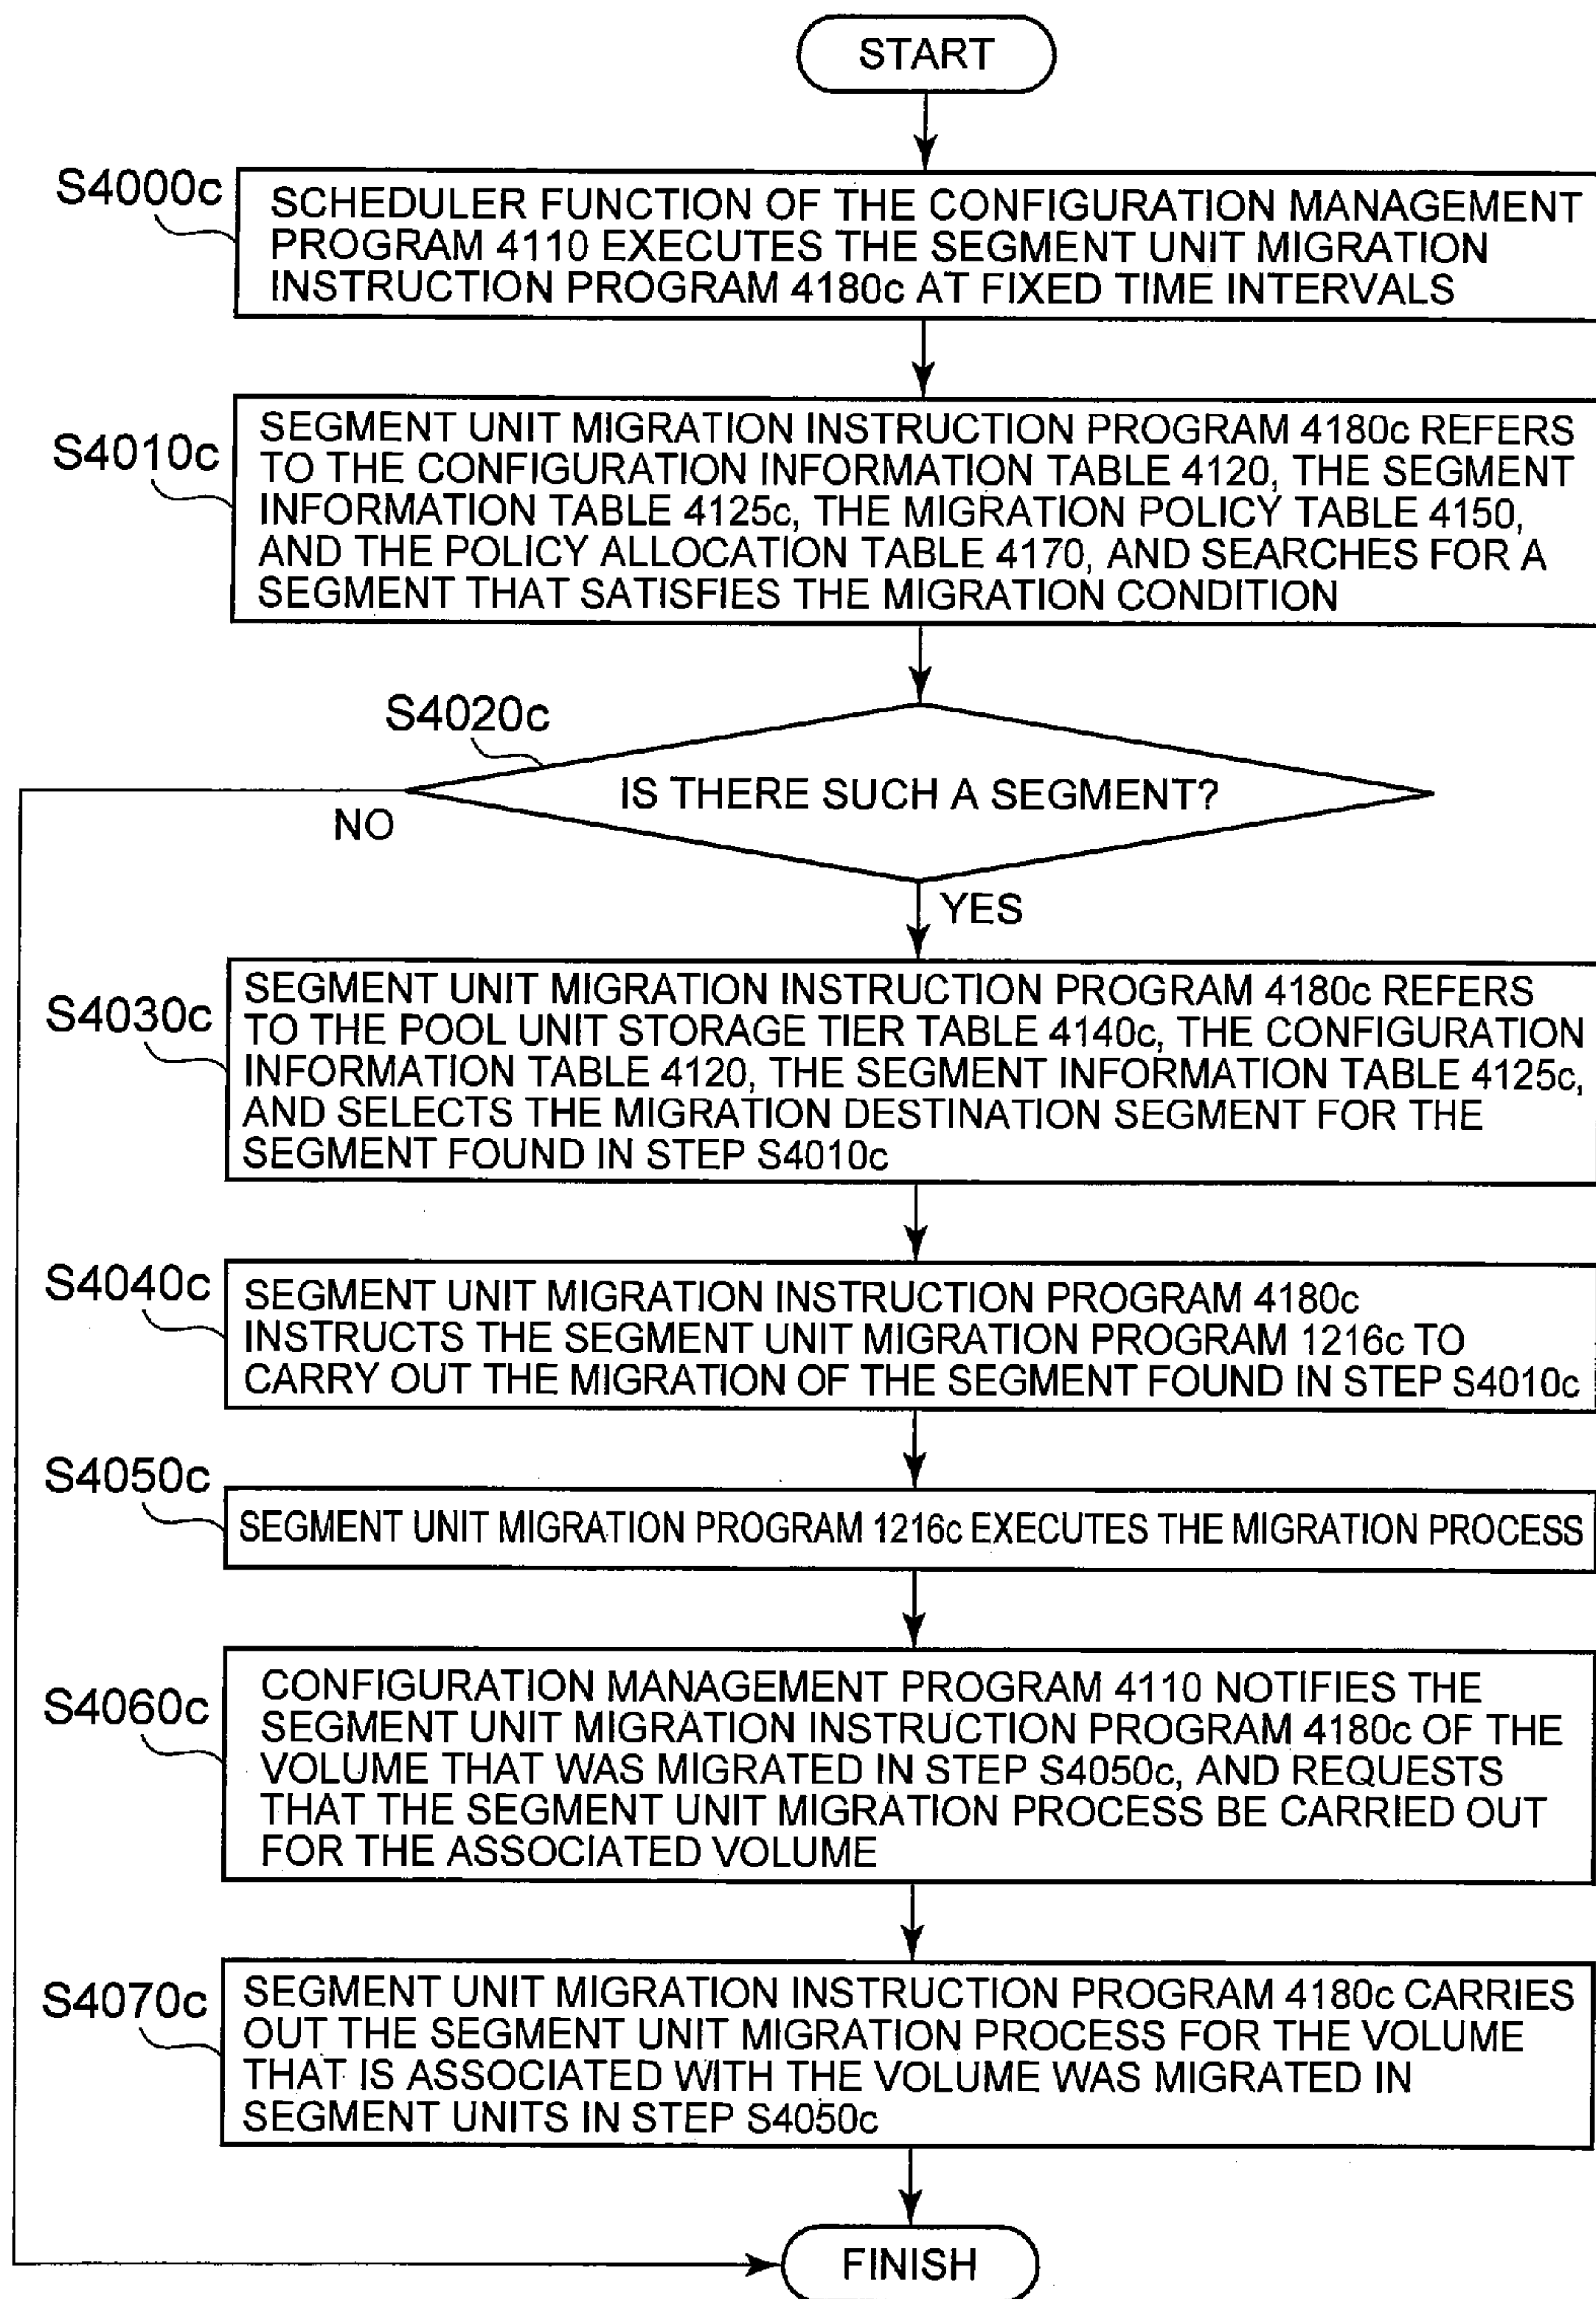 START
S4000c
SCHEDULER FUNCTION OF THE CONFIGURATION MANAGEMENT
PROGRAM 4110 EXECUTES THE SEGMENT UNIT MIGRATION
INSTRUCTION PROGRAM 4180c AT FIXED TIME INTERVALS
S4010c
SEGMENT UNIT MIGRATION INSTRUCTION PROGRAM 4180c REFERS
TO THE CONFIGURATION INFORMATION TABLE 4120, THE SEGMENT
INFORMATION TABLE 4125c, THE MIGRATION POLICY TABLE 4150,
AND THE POLICY ALLOCATION TABLE 4170, AND SEARCHES FOR A
SEGMENT THAT SATISFIES THE MIGRATION CONDITION
S4020c
IS THERE SUCH A SEGMENT?
NO
YES
S4030c
SEGMENT UNIT MIGRATION INSTRUCTION PROGRAM 4180c REFERS
TO THE POOL UNIT STORAGE TIER TABLE 4140c, THE CONFIGURATION
INFORMATION TABLE 4120, THE SEGMENT INFORMATION TABLE 4125c,
AND SELECTS THE MIGRATION DESTINATION SEGMENT FOR THE
SEGMENT FOUND IN STEP S4010c
S4040c
SEGMENT UNIT MIGRATION INSTRUCTION PROGRAM 4180c
INSTRUCTS THE SEGMENT UNIT MIGRATION PROGRAM 1216c TO
CARRY OUT THE MIGRATION OF THE SEGMENT FOUND IN STEP S4010c
S4050c
SEGMENT UNIT MIGRATION PROGRAM 1216c EXECUTES THE MIGRATION PROCESS
S4060c
CONFIGURATION MANAGEMENT PROGRAM 4110 NOTIFIES THE
SEGMENT UNIT MIGRATION INSTRUCTION PROGRAM 4180c OF THE
VOLUME THAT WAS MIGRATED IN STEP S4050c, AND REQUESTS
THAT THE SEGMENT UNIT MIGRATION PROCESS BE CARRIED OUT
FOR THE ASSOCIATED VOLUME
S4070c
SEGMENT UNIT MIGRATION INSTRUCTION PROGRAM 4180c CARRIES
OUT THE SEGMENT UNIT MIGRATION PROCESS FOR THE VOLUME
THAT IS ASSOCIATED WITH THE VOLUME WAS MIGRATED IN
SEGMENT UNITS IN STEP S4050c
FINISH